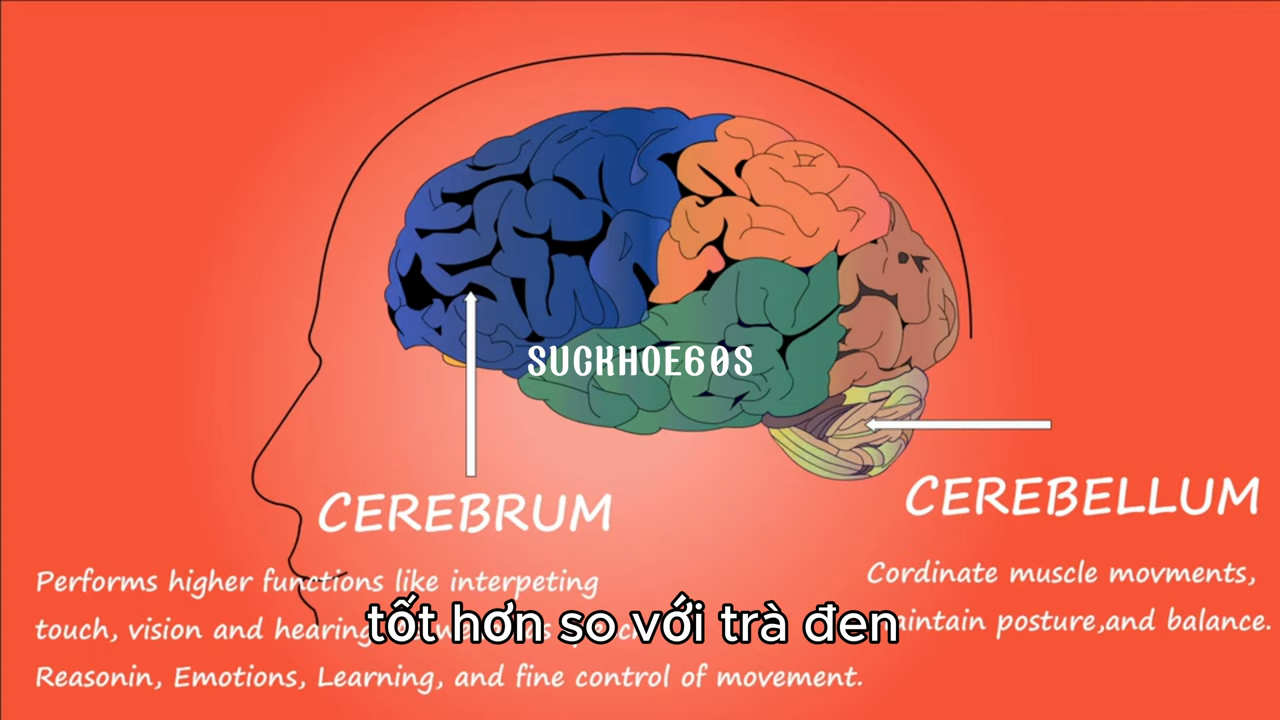 SUCKHOE60S
CEREBRUM
Performs higher functions like interpeting
touch, vision and hearing
Reasonin, Emotions, Learning, and fine control of movement.
CEREBELLUM
Cordinate muscle movments,
posture,and balance.
tốt hơn so với trà đen